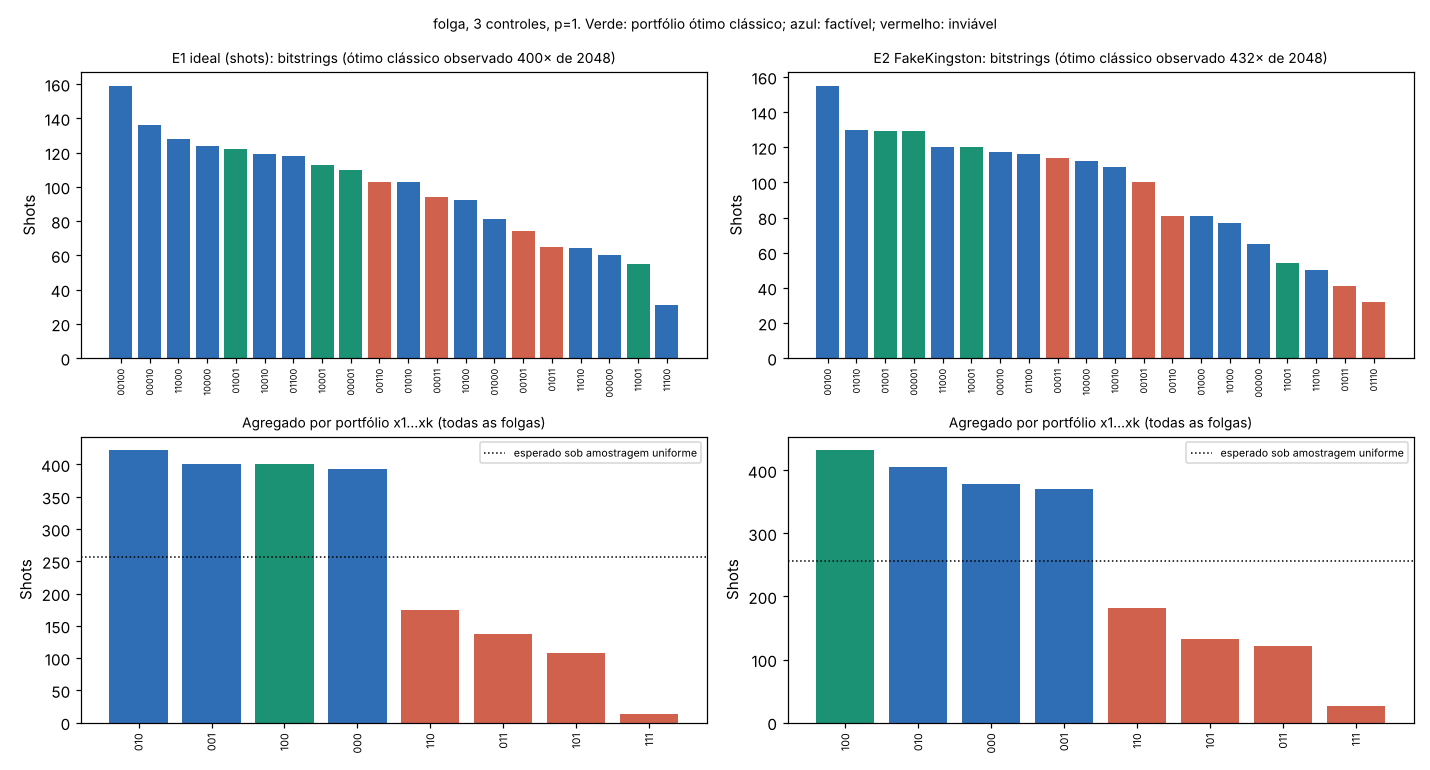 folga, 3 controles, p=1. Verde: portfólio ótimo clássico; azul: factível; vermelho: inviável
E1 ideal (shots): bitstrings (ótimo clássico observado 400× de 2048)
Shots
160
140
120
100
80
60
40
20
0
00100 00010 11000 10000 01001 10010 01100 10001 00001 00110 01010 00011 10100 01000 00101 01011 11010 00000 11001 11100
E2 FakeKingston: bitstrings (ótimo clássico observado 432× de 2048)
Shots
160
140
120
100
80
60
40
20
0
00100 01010 01001 00001 11000 10001 00010 01100 00011 10000 10010 00101 00110 01000 10100 00000 11001 11010 01011 01110
Agregado por portfólio x1...xk (todas as folgas)
esperado sob amostragem uniforme
Shots
400
350
300
250
200
150
100
50
0
010 001 100 000 110 011 101 111
Agregado por portfólio x1...xk (todas as folgas)
esperado sob amostragem uniforme
Shots
400
300
200
100
0
100 010 000 001 110 101 011 111